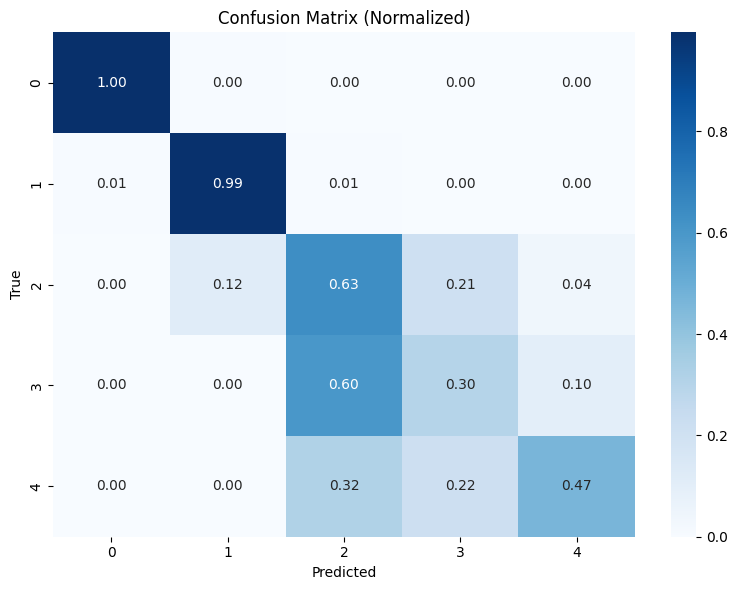 Confusion Matrix (Normalized)
0 1.00 0.00 0.00 0.00 0.00
1 0.01 0.99 0.01 0.00 0.00
2 0.00 0.12 0.63 0.21 0.04
3 0.00 0.00 0.60 0.30 0.10
4 0.00 0.00 0.32 0.22 0.47
0 1 2 3 4
Predicted
True
0.8
0.6
0.4
0.2
0.0